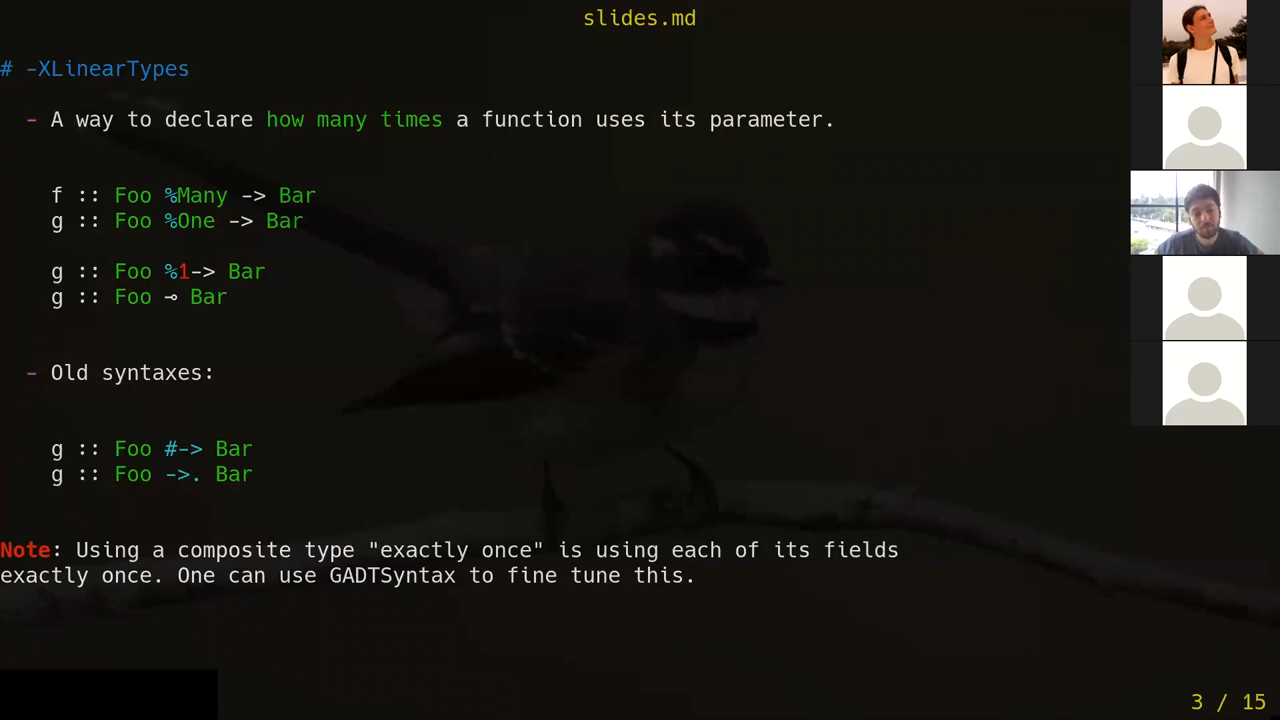 slides.md
# -XLinearTypes
- A way to declare how many times a function uses its parameter.
f :: Foo %Many -> Bar
g :: Foo %One -> Bar
g :: Foo %1-> Bar
g :: Foo ⊸ Bar
- Old syntaxes:
g :: Foo #-> Bar
g :: Foo ->. Bar
Note: Using a composite type "exactly once" is using each of its fields
exactly once. One can use GADTSyntax to fine tune this.
3 / 15